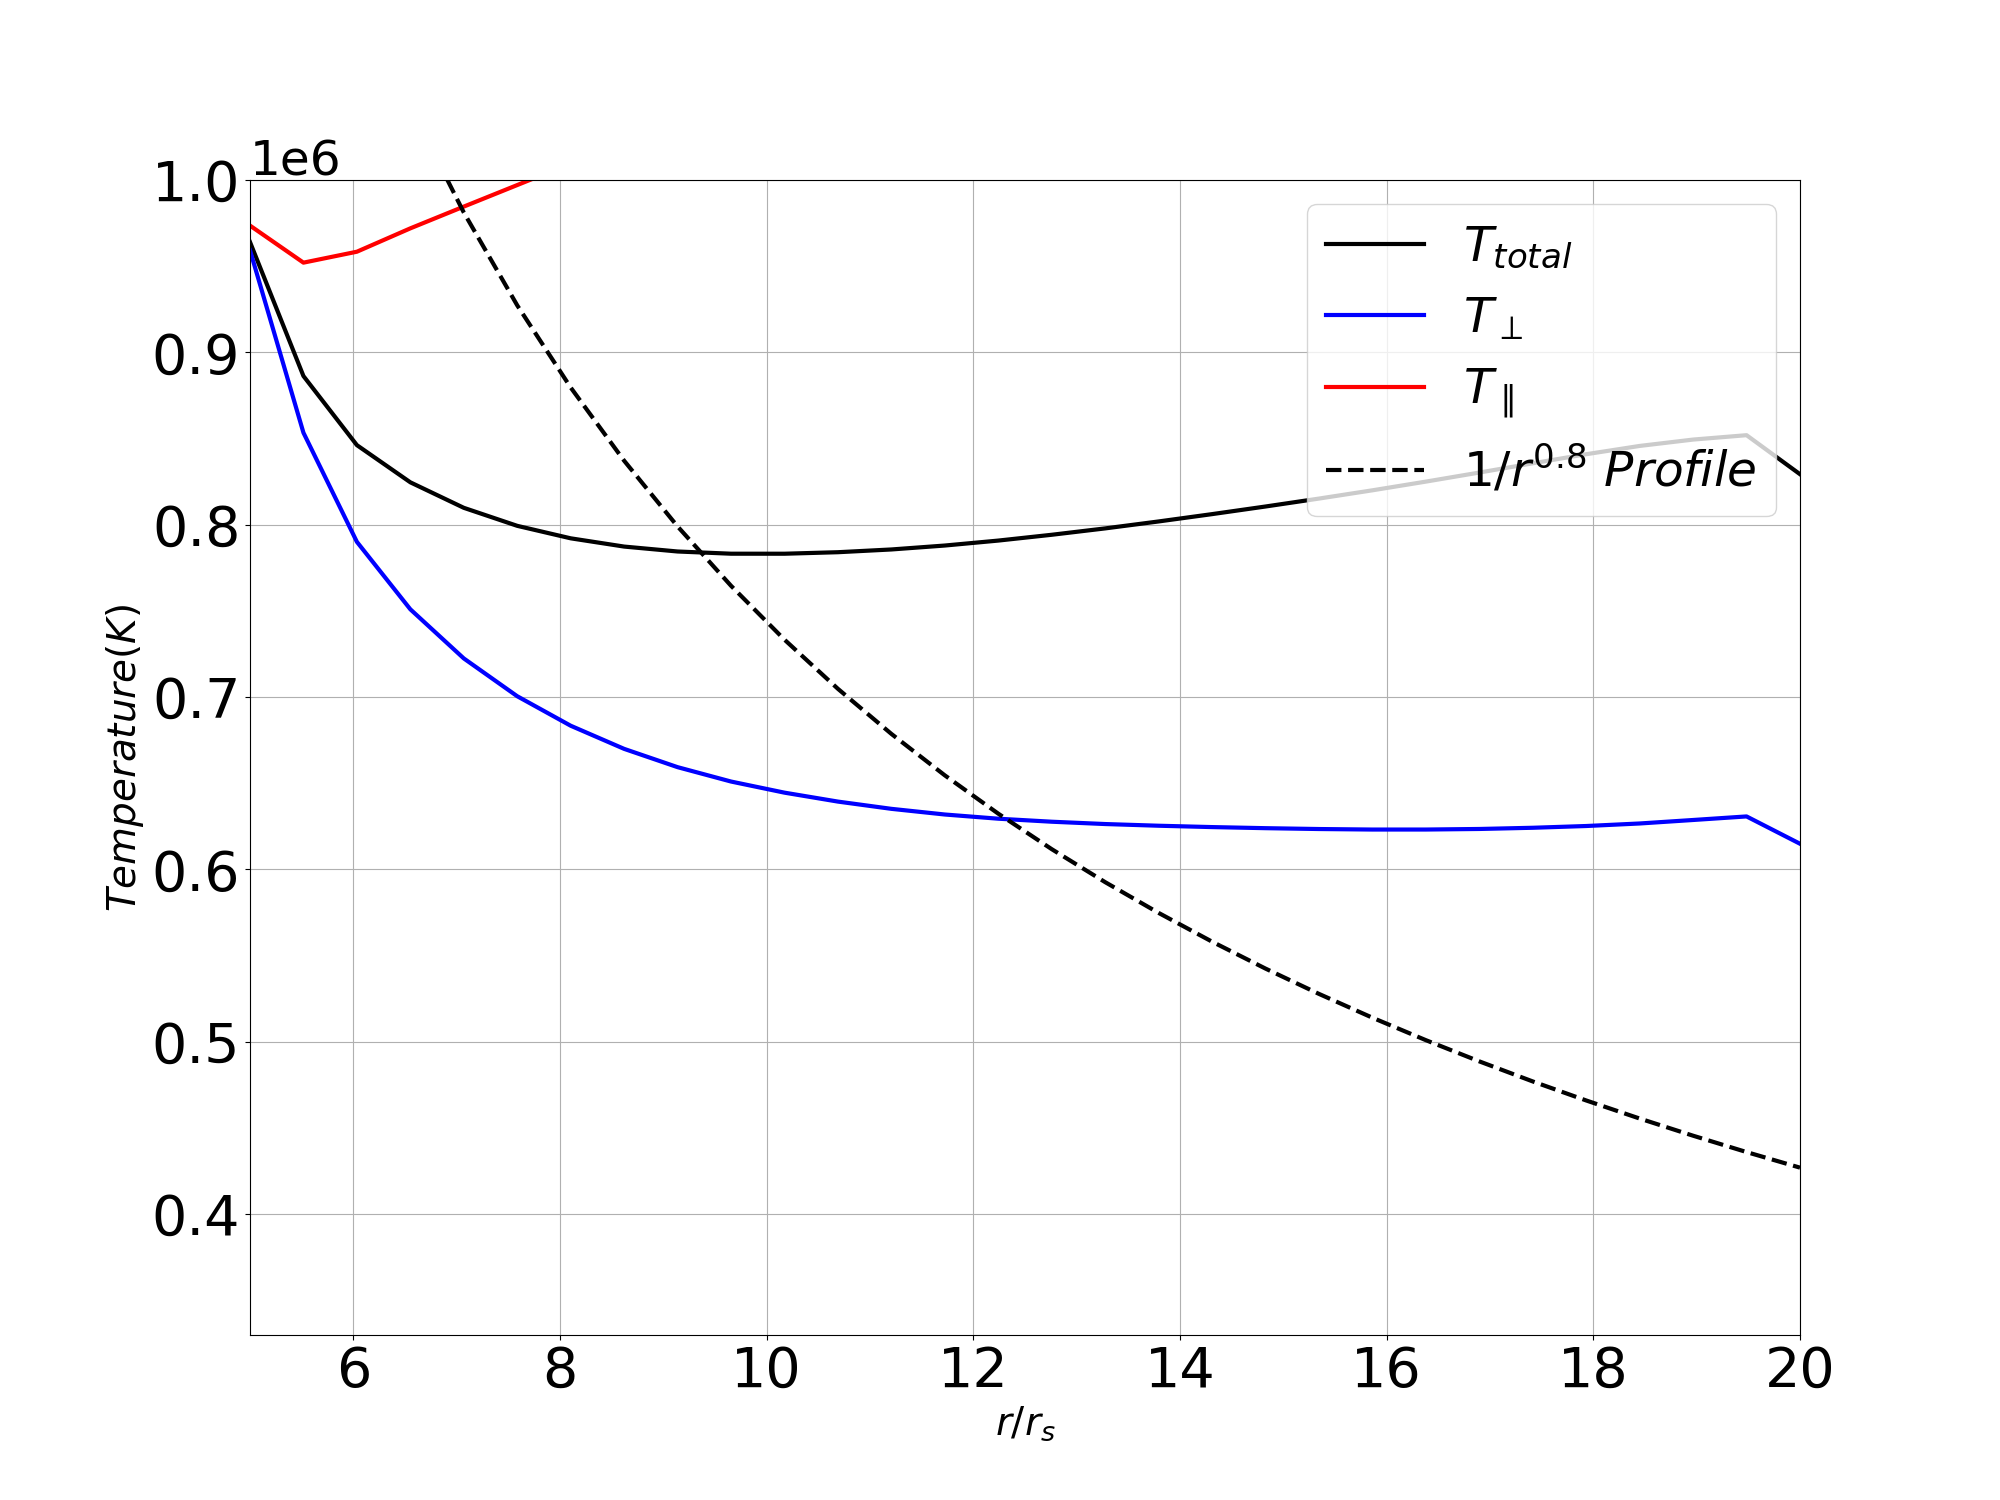 1e6
1.0
0.9
0.8
0.7
0.6
0.5
0.4
Temperature(K)
T_total
T_⊥
T_∥
1/r^0.8 Profile
6 8 10 12 14 16 18 20
r/r_s